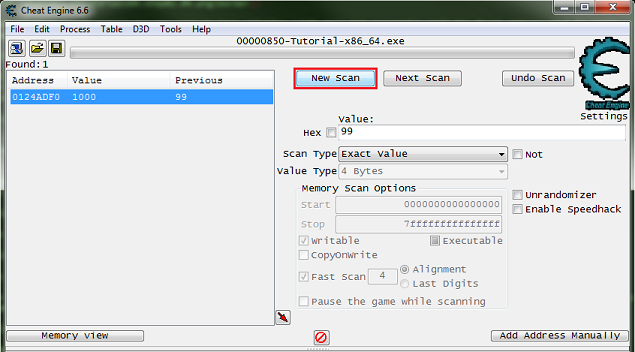 Cheat Engine 6.6
File Edit Process Table D3D Tools Help
00000850-Tutorial-x86_64.exe
Found:1
Address Value Previous
0124ADF0 1000 99
New Scan Next Scan Undo Scan
Cheat Engine
Settings
Value:
Hex 99
Scan Type Exact Value Not
Value Type 4 Bytes
Memory Scan Options
Start 0000000000000000
Unrandomizer
Stop 7fffffffffffffff
Enable Speedhack
Writable Executable
CopyOnWrite
Fast Scan 4 Alignment
Last Digits
Pause the game while scanning
Memory view Add Address Manually